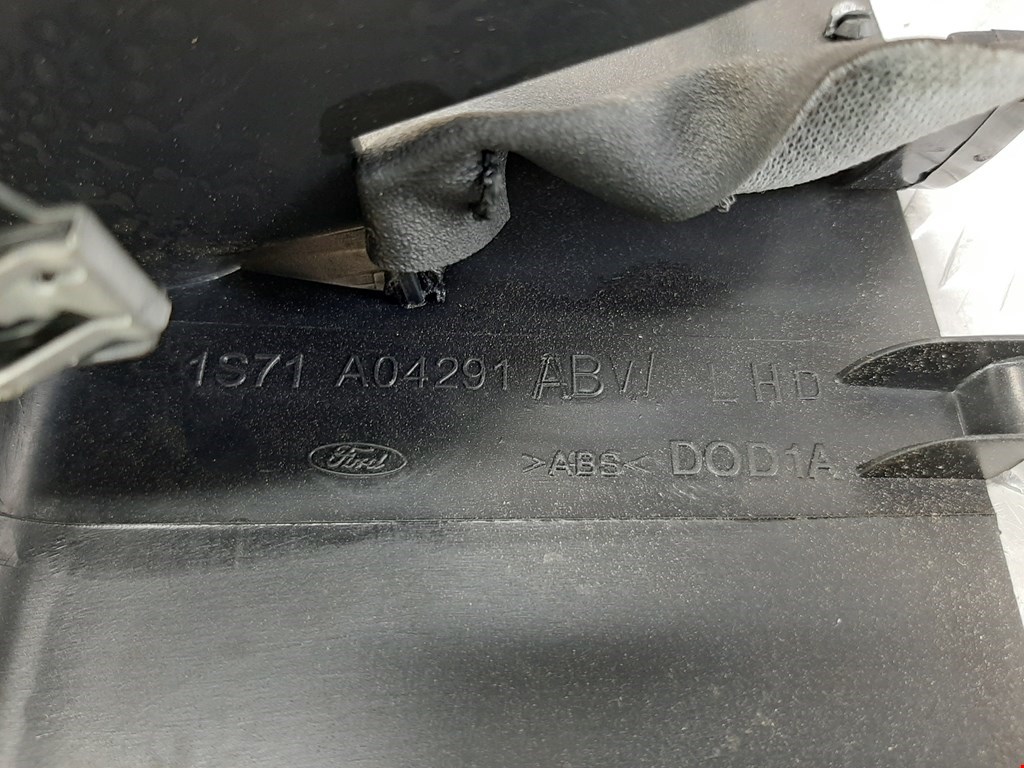 1S71 A04291 ABW LHD
Ford >ABS< DOD1A